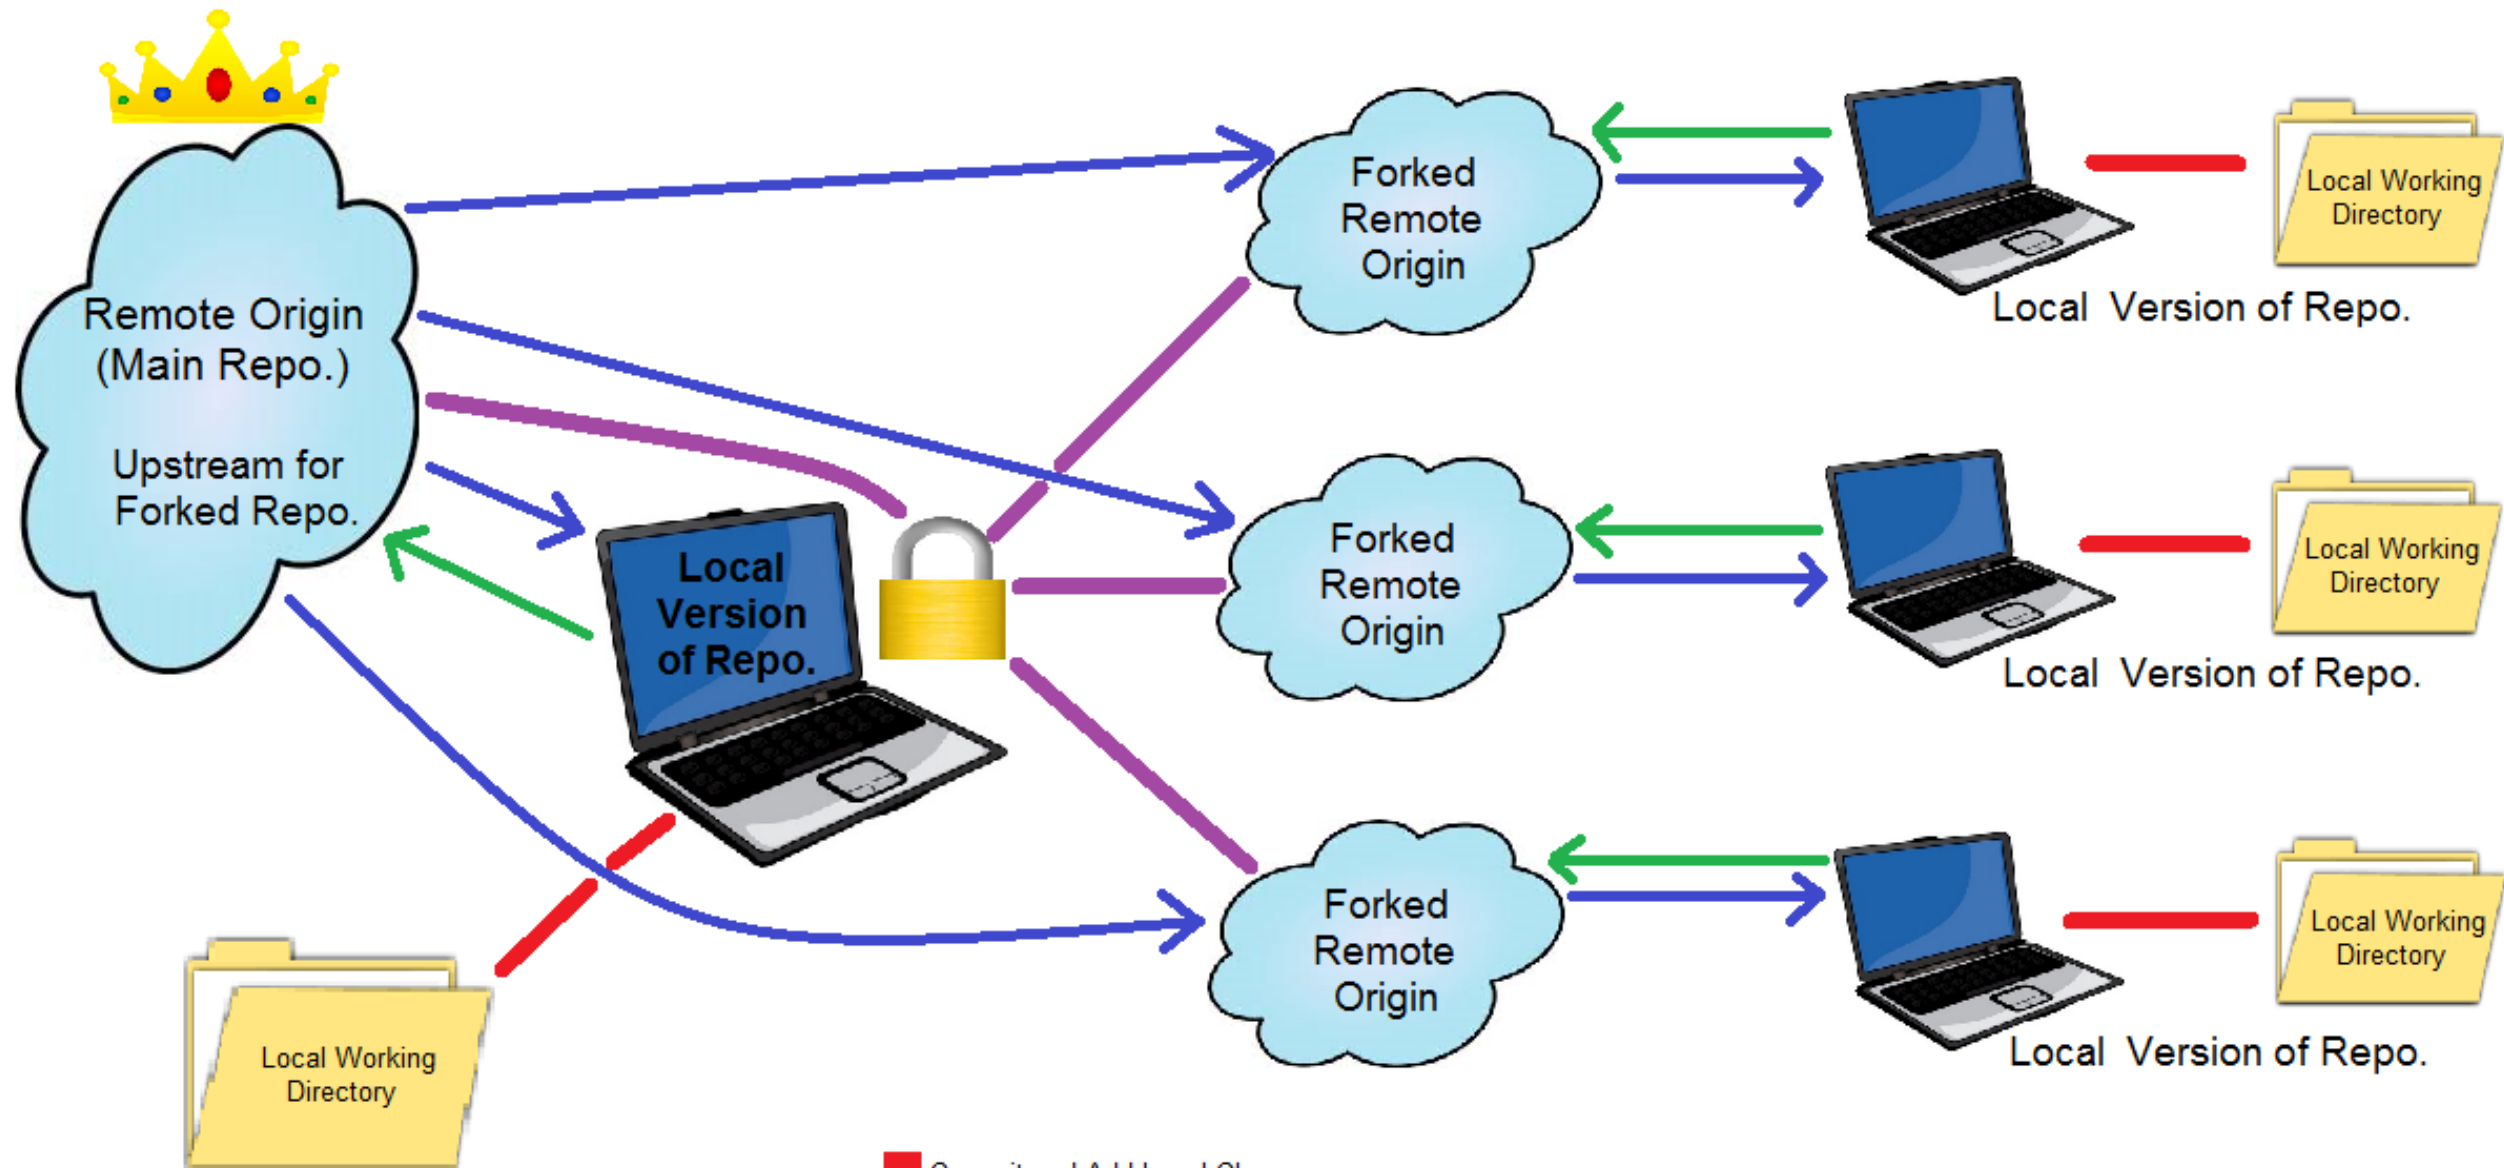 Remote Origin
(Main Repo.)
Upstream for
Forked Repo.
Local
Version
of Repo.
Local Working
Directory
Forked
Remote
Origin
Local Version of Repo.
Local Working
Directory
Forked
Remote
Origin
Local Version of Repo.
Local Working
Directory
Forked
Remote
Origin
Local Version of Repo.
Local Working
Directory